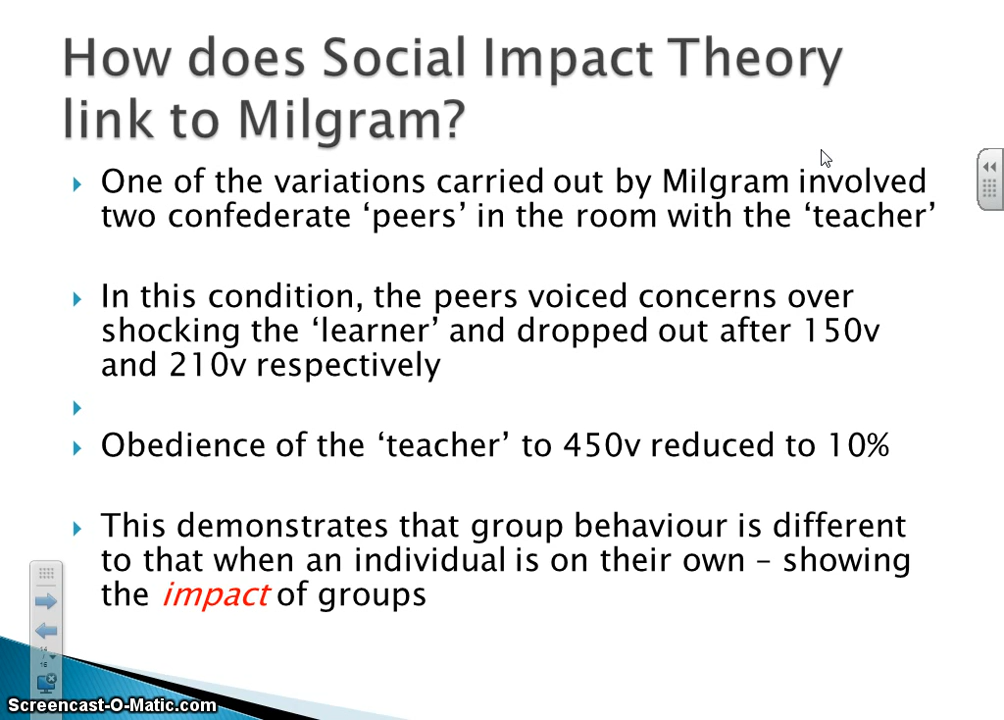 How does Social Impact Theory
link to Milgram?
One of the variations carried out by Milgram involved
two confederate ‘peers’ in the room with the ‘teacher’
In this condition, the peers voiced concerns over
shocking the ‘learner’ and dropped out after 150v
and 210v respectively
Obedience of the ‘teacher’ to 450v reduced to 10%
This demonstrates that group behaviour is different
to that when an individual is on their own – showing
the impact of groups
Screencast-O-Matic.com